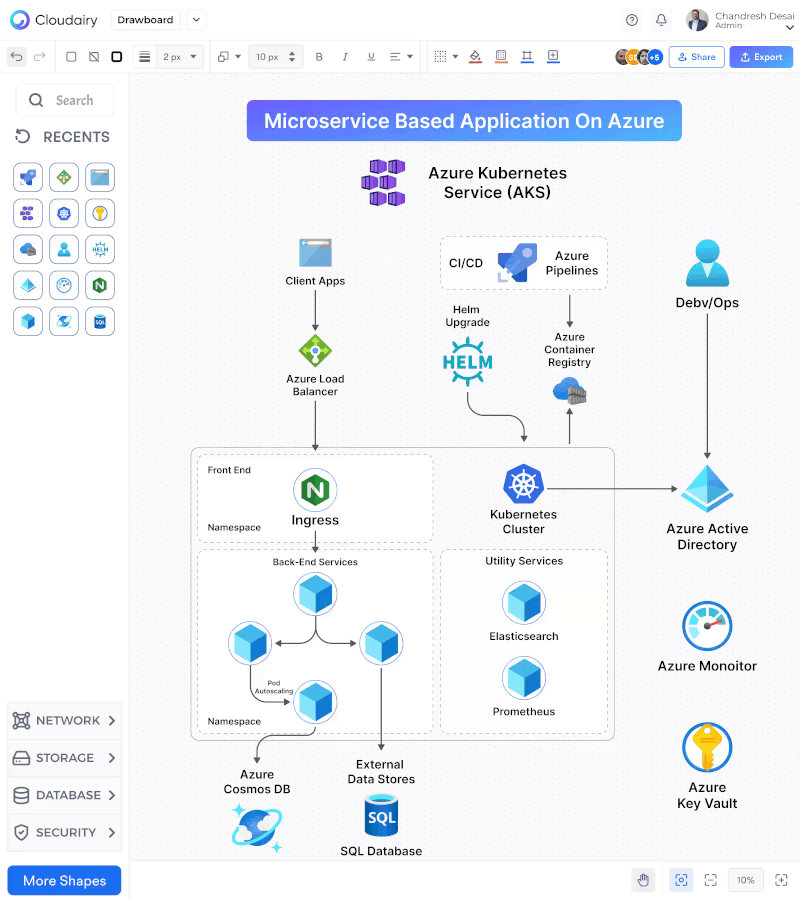 Cloudairy
Drawboard
Chandresh Desai
Admin
2 px
10 px
B
I
U
+5
Share
Export
Search
RECENTS
Microservice Based Application On Azure
Azure Kubernetes
Service (AKS)
HELM
N
SQL
Client Apps
CI/CD
Azure
Pipelines
Debv/Ops
Helm
Upgrade
HELM
Azure
Container
Registry
Azure Load
Balancer
Front End
N
Ingress
Namespace
Kubernetes
Cluster
Azure Active
Directory
Back-End Services
Pod
Autoscaling
Namespace
Utility Services
Elasticsearch
Prometheus
Azure Monoitor
Azure
Cosmos DB
External
Data Stores
SQL
SQL Database
Azure
Key Vault
NETWORK
STORAGE
DATABASE
SECURITY
More Shapes
10%